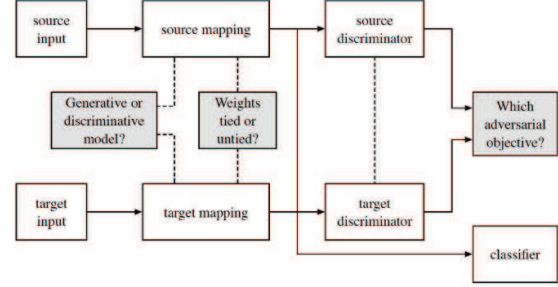 source
input
source mapping
source
discriminator
Generative or
discriminative
model?
Weights
tied or
untied?
Which
adversarial
objective?
target
input
target mapping
target
discriminator
classifier